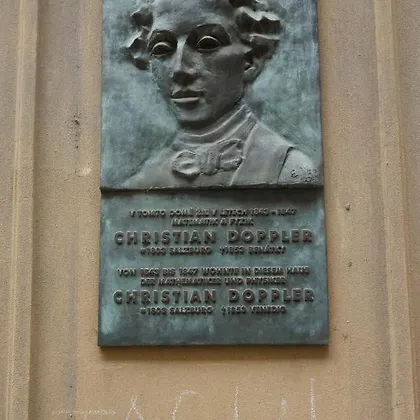 V TOMTO DOMĚ ŽIL V LETECH 1843–1847
MATEMATIK A FYZIK
CHRISTIAN DOPPLER
*1803 SALZBURG †1853 BENÁTKY
VON 1843 BIS 1847 WOHNTE IN DIESEM HAUS
DER MATHEMATIKER UND PHYSIKER
CHRISTIAN DOPPLER
*1803 SALZBURG †1853 VENEDIG